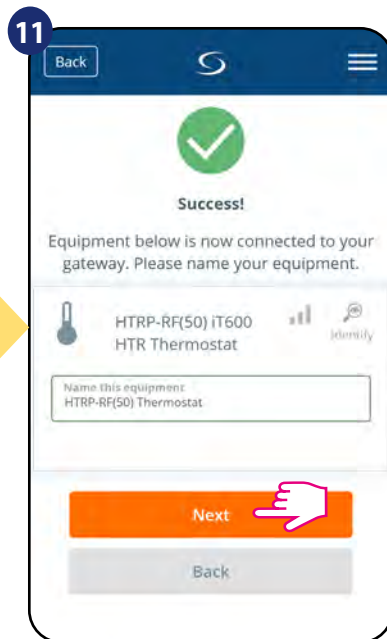 11
Back
Success!
Equipment below is now connected to your
gateway. Please name your equipment.
HTRP-RF(50) iT600
HTR Thermostat
Identify
Name this equipment
HTRP-RF(50) Thermostat
Next
Back